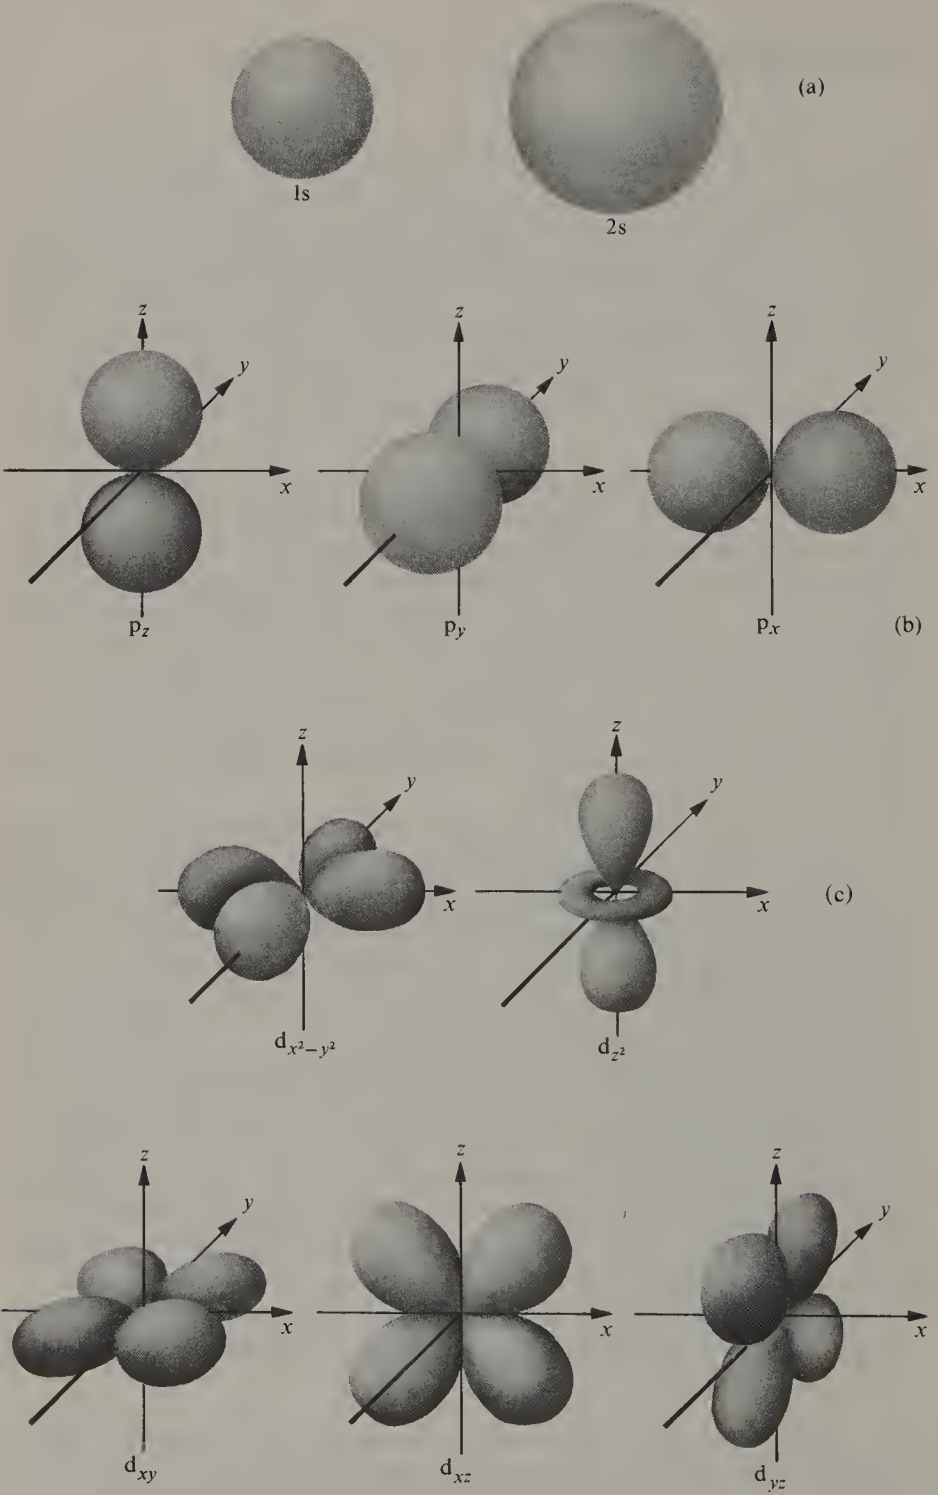 (a)
1s
2s
z
y
x
z
y
x
z
y
x
p_z
p_y
p_x
(b)
z
y
x
z
y
x
(c)
d_{x²−y²}
d_{z²}
z
y
x
z
x
z
y
x
d_{xy}
d_{xz}
d_{yz}